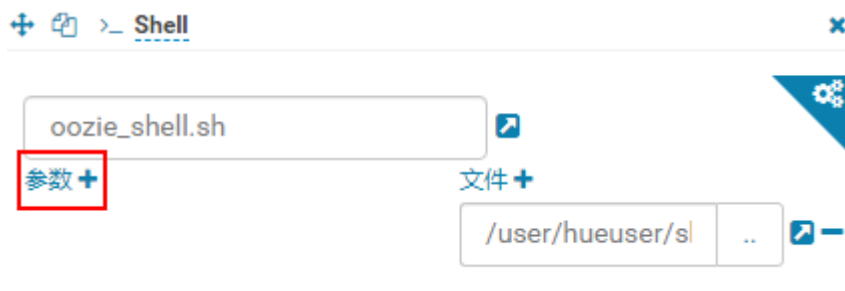 >_ Shell
oozie_shell.sh
参数 +
文件 +
/user/hueuser/sl ..